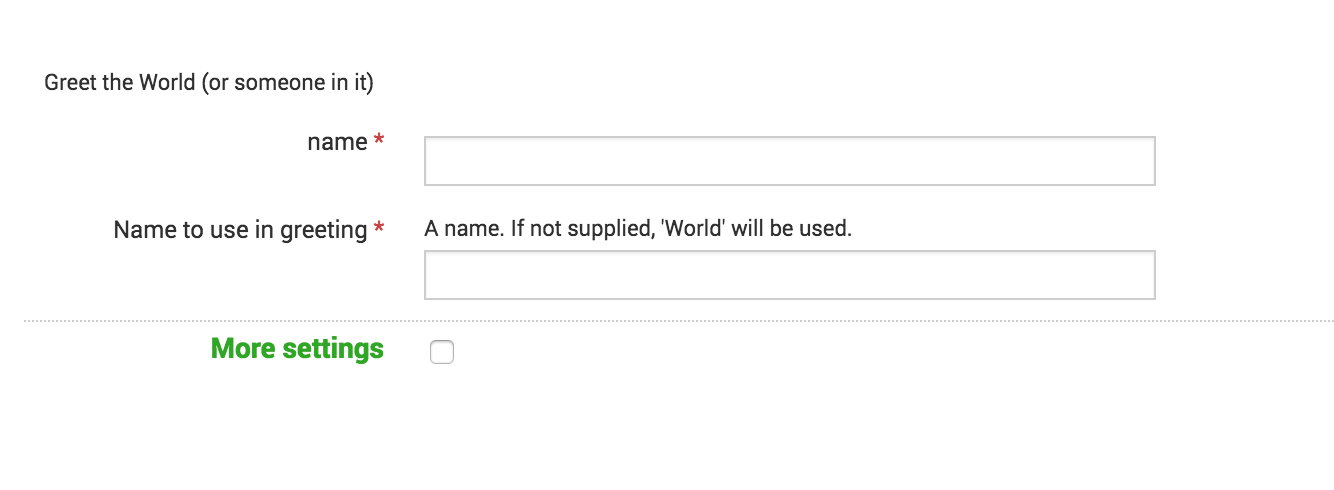 Greet the World (or someone in it)
name *
Name to use in greeting * A name. If not supplied, 'World' will be used.
More settings